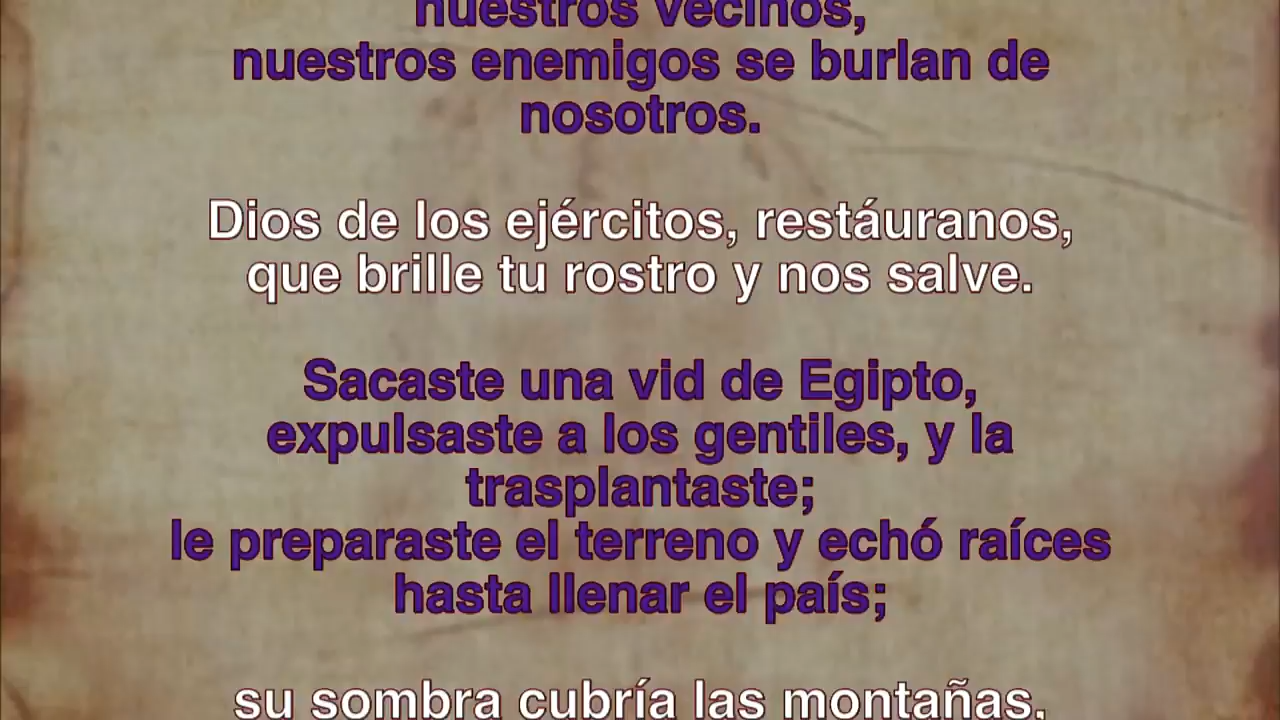 nuestros vecinos,
nuestros enemigos se burlan de
nosotros.
Dios de los ejércitos, restáuranos,
que brille tu rostro y nos salve.
Sacaste una vid de Egipto,
expulsaste a los gentiles, y la
trasplantaste;
le preparaste el terreno y echó raíces
hasta llenar el país;
su sombra cubría las montañas,